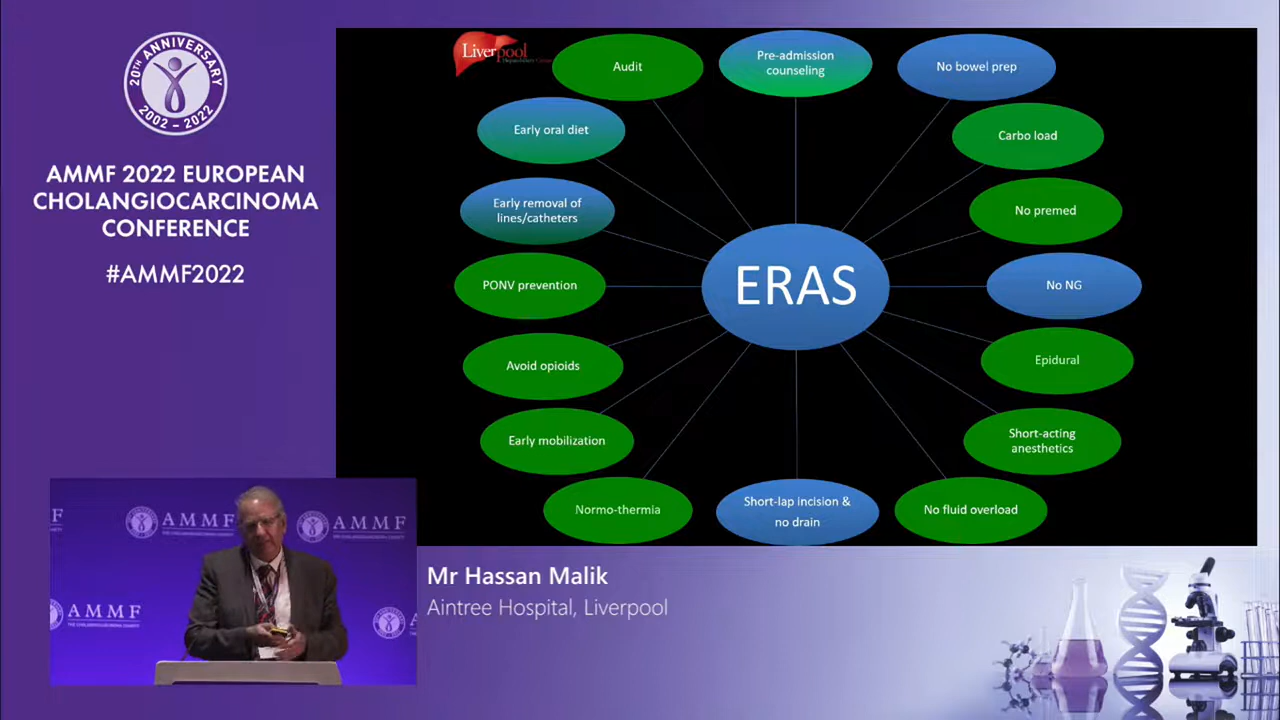 20TH ANNIVERSARY
2002 – 2022
AMMF 2022 EUROPEAN
CHOLANGIOCARCINOMA
CONFERENCE
#AMMF2022
Liverpool
Audit
Pre-admission
counseling
No bowel prep
Early oral diet
Carbo load
Early removal of
lines/catheters
No premed
ERAS
PONV prevention
No NG
Avoid opioids
Epidural
Early mobilization
Short-acting
anesthetics
Normo-thermia
Short-lap incision &
no drain
No fluid overload
AMMF
AMMF
AMMF
Mr Hassan Malik
Aintree Hospital, Liverpool